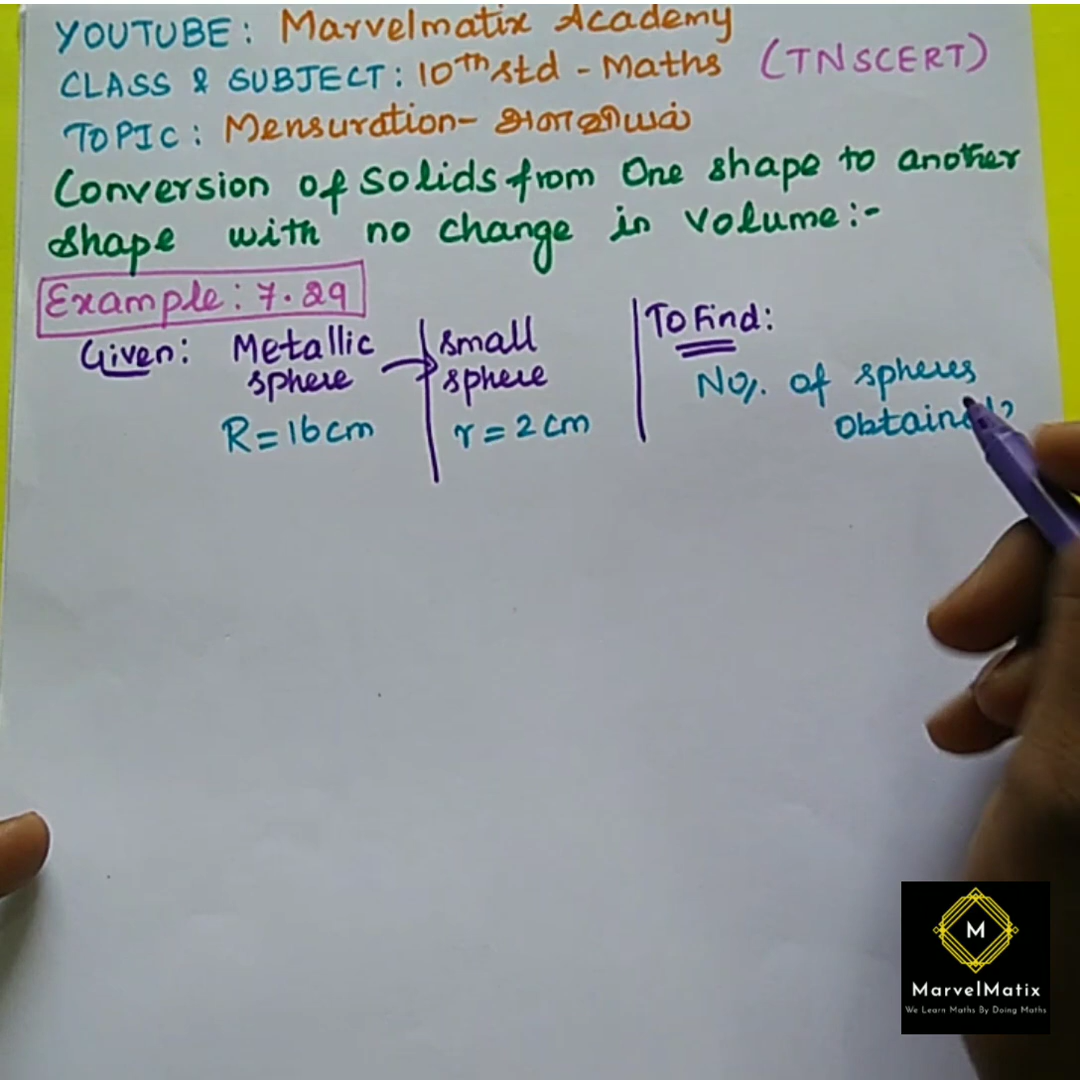 YOUTUBE: Marvelmatix Academy
CLASS & SUBJECT: 10th std - Maths (TNSCERT)
TOPIC: Mensuration- அளவியல்
Conversion of solids from One shape to another
shape with no change in volume:-
Example: 7.29
Given: Metallic sphere
R=16cm
small sphere
r=2cm
To Find:
No/. of spheres
M
MarvelMatix
We Learn Maths By Doing Maths